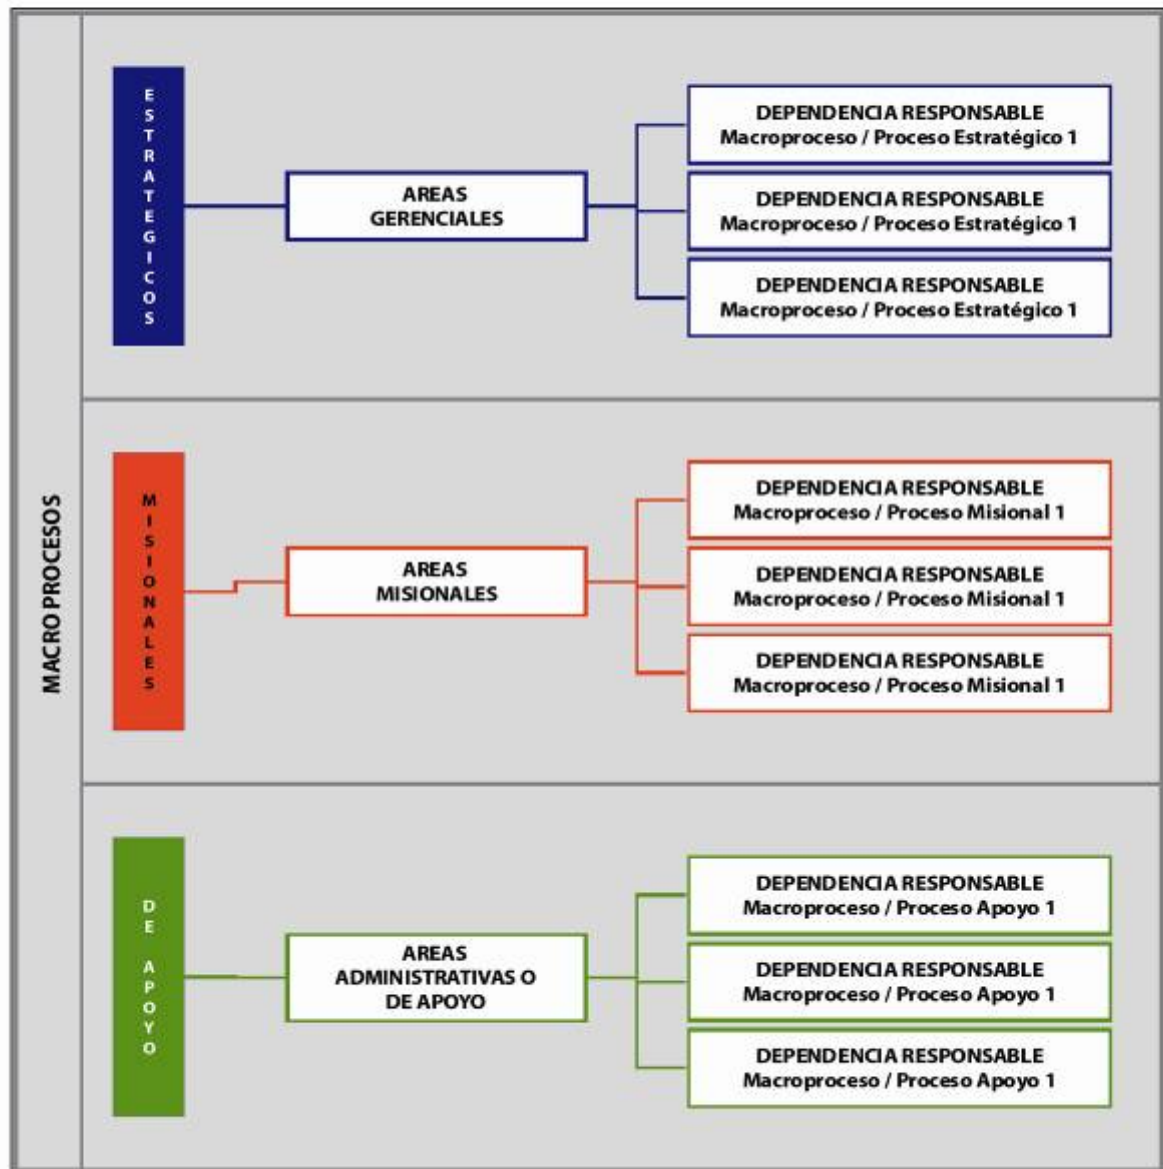 MACROPROCESOS
ESTRATEGICOS
AREAS
GERENCIALES
DEPENDENCIA RESPONSABLE
Macroproceso / Proceso Estratégico 1
DEPENDENCIA RESPONSABLE
Macroproceso / Proceso Estratégico 1
DEPENDENCIA RESPONSABLE
Macroproceso / Proceso Estratégico 1
MISIONALES
AREAS
MISIONALES
DEPENDENCIA RESPONSABLE
Macroproceso / Proceso Misional 1
DEPENDENCIA RESPONSABLE
Macroproceso / Proceso Misional 1
DEPENDENCIA RESPONSABLE
Macroproceso / Proceso Misional 1
DE APOYO
AREAS
ADMINISTRATIVAS O
DE APOYO
DEPENDENCIA RESPONSABLE
Macroproceso / Proceso Apoyo 1
DEPENDENCIA RESPONSABLE
Macroproceso / Proceso Apoyo 1
DEPENDENCIA RESPONSABLE
Macroproceso / Proceso Apoyo 1